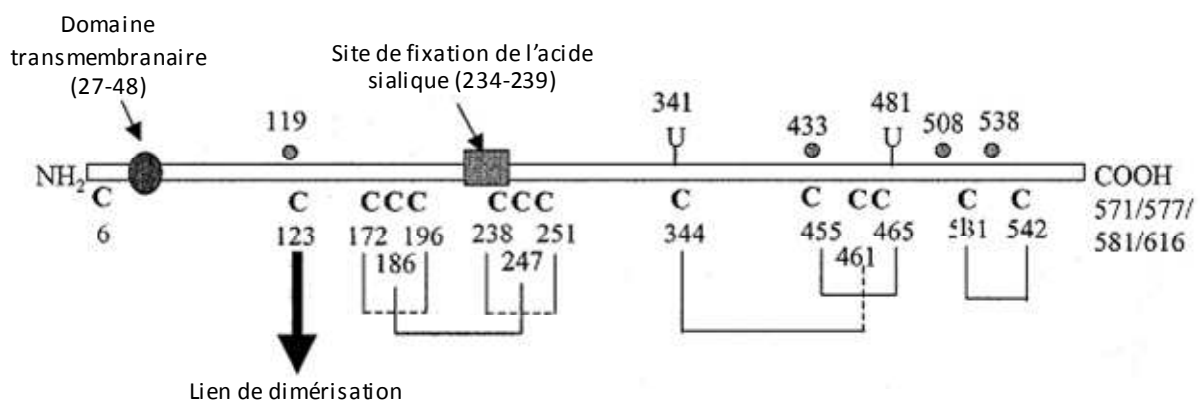 Domaine
transmembranaire
(27-48)
Site de fixation de l'acide
sialique (234-239)
119
341
U
433
481
U
508
538
NH2
COOH
571/577/
581/616
C C CCC CCC C C CC C C
6 123 172 196 238 251 344 455 465 542
186 247 461
Lien de dimérisation